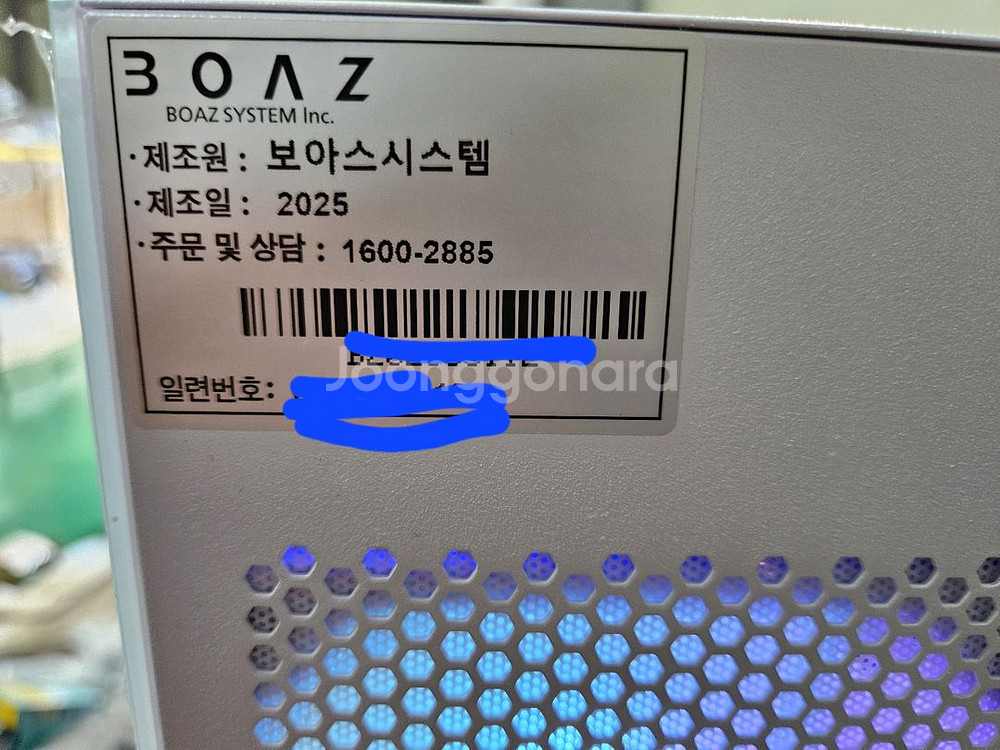 BOAZ
BOAZ SYSTEM Inc.
·제조원 : 보아스시스템
·제조일 : 2025
·주문 및 상담 : 1600-2885
Joonggonara
일련번호: